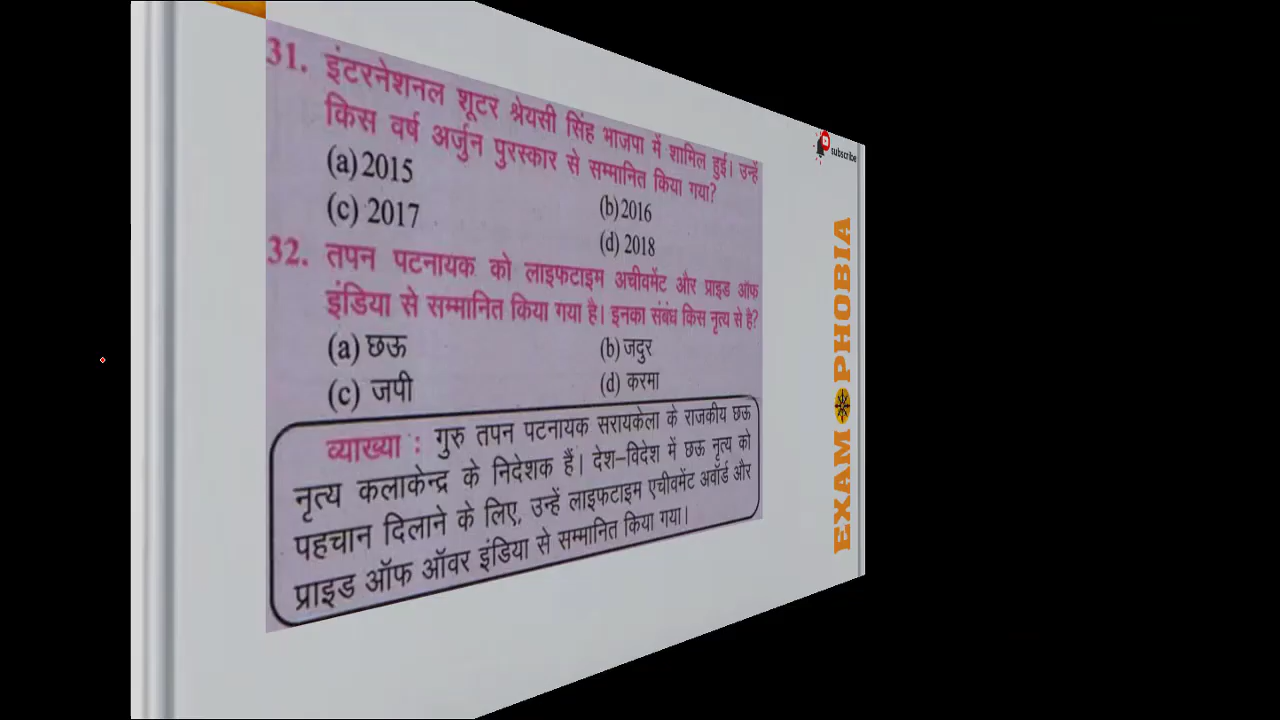 31. इंटरनेशनल शूटर श्रेयसी सिंह भाजपा में शामिल हुई। उन्हें
किस वर्ष अर्जुन पुरस्कार से सम्मानित किया गया?
(a) 2015
(b) 2016
(c) 2017
(d) 2018
32. तपन पटनायक को लाइफटाइम अचीवमेंट और प्राइड ऑफ
इंडिया से सम्मानित किया गया है। इनका संबंध किस नृत्य से है?
(a) छऊ
(b) जदुर
(c) जपी
(d) करमा
व्याख्या : गुरु तपन पटनायक सरायकेला के राजकीय छऊ
नृत्य कलाकेन्द्र के निदेशक हैं। देश-विदेश में छऊ नृत्य को
पहचान दिलाने के लिए, उन्हें लाइफटाइम एचीवमेंट अवॉर्ड और
प्राइड ऑफ ऑवर इंडिया से सम्मानित किया गया।
subscribe
EXAM PHOBIA